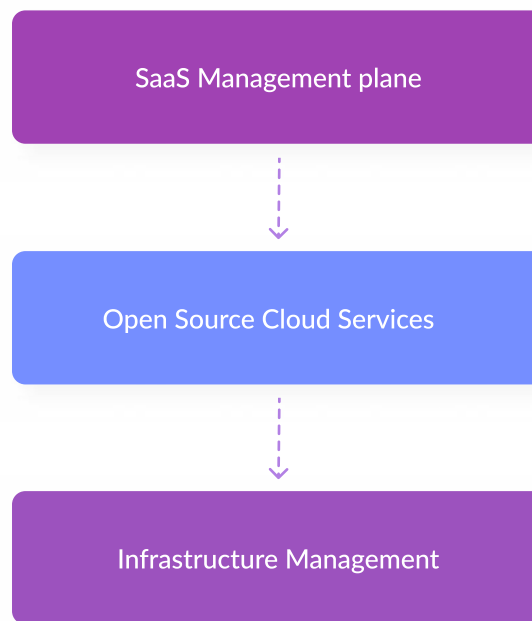 SaaS Management plane
Open Source Cloud Services
Infrastructure Management